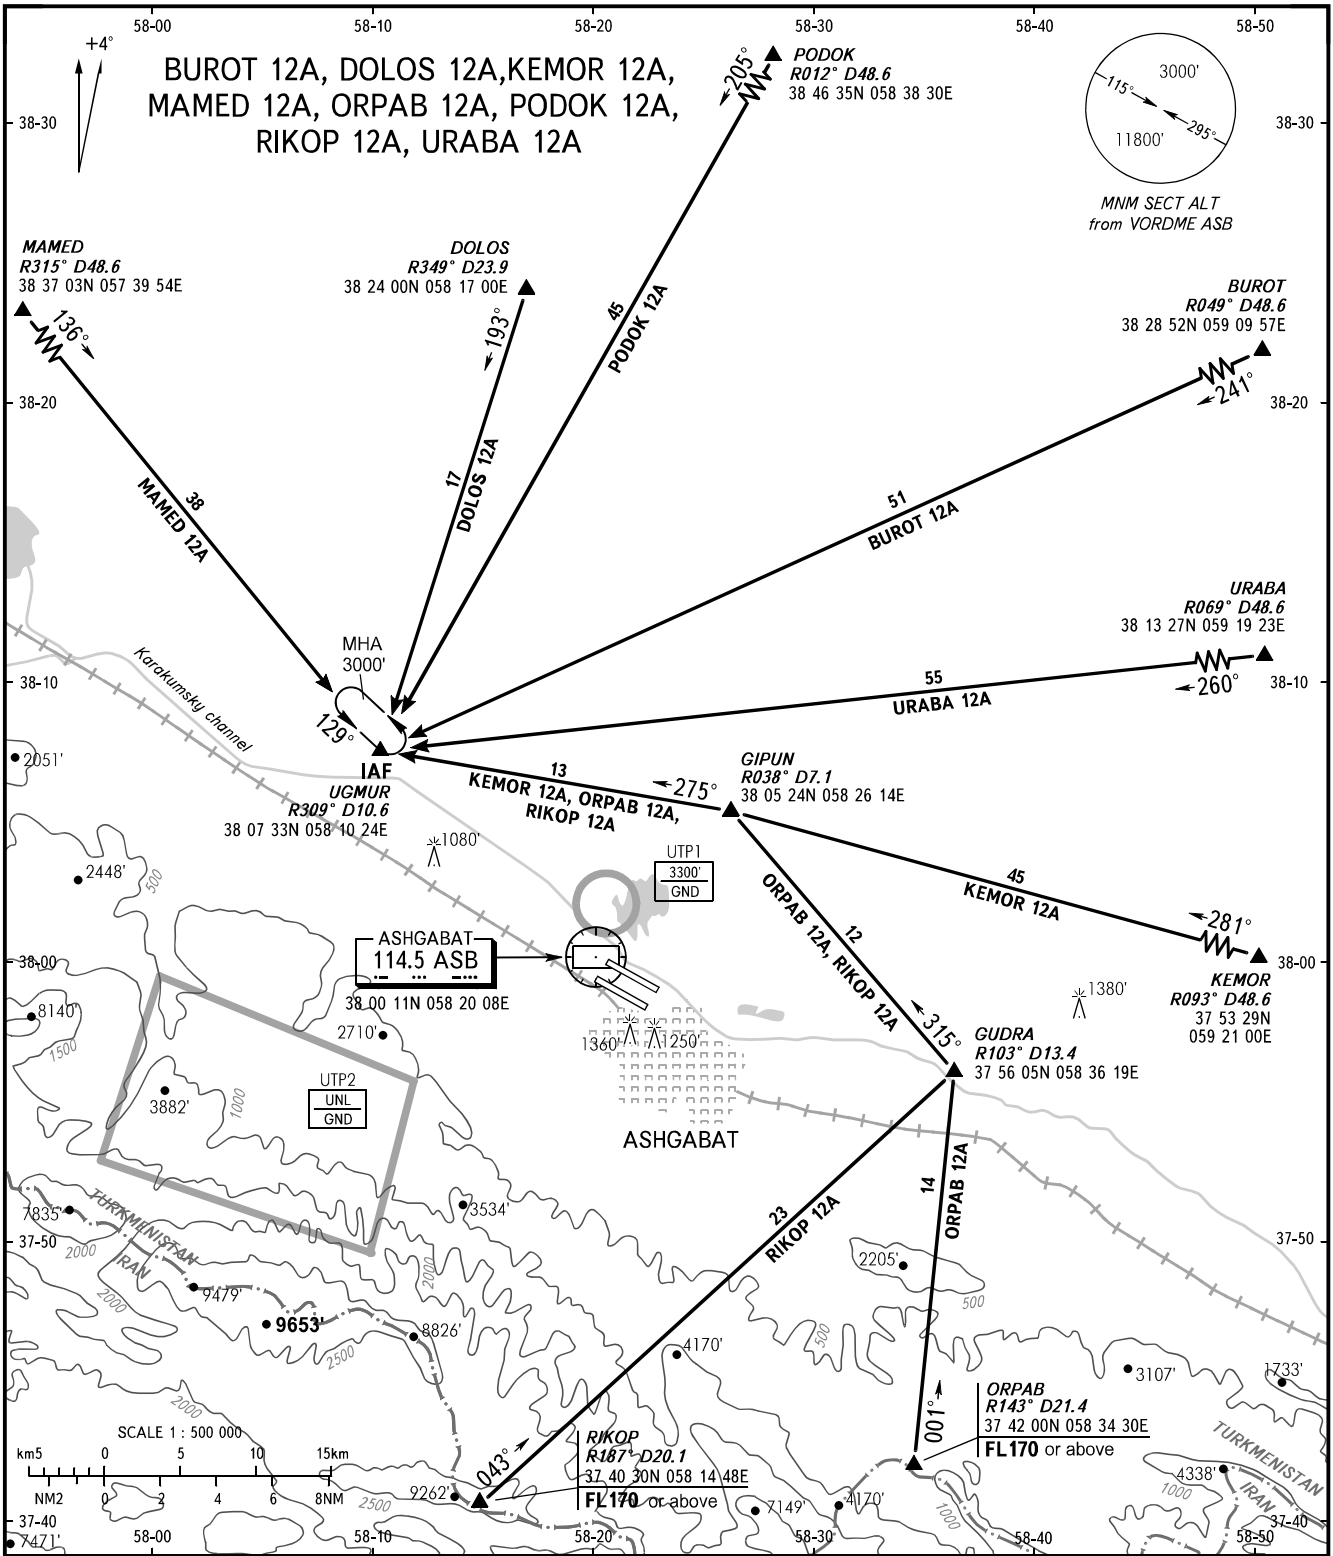 58-00 58-10 58-20 58-30 58-40 58-50
+4°
BUROT 12A, DOLOS 12A,KEMOR 12A,
MAMED 12A, ORPAB 12A, PODOK 12A,
RIKOP 12A, URABA 12A
205°
PODOK
R012° D48.6
38 46 35N 058 38 30E
3000'
115°
295°
11800'
MNM SECT ALT
from VORDME ASB
38-30 38-30
MAMED
R315° D48.6
38 37 03N 057 39 54E
136°
DOLOS
R349° D23.9
38 24 00N 058 17 00E
193°
BUROT
R049° D48.6
38 28 52N 059 09 57E
241°
45
PODOK 12A
38-20 38-20
38
MAMED 12A
17
DOLOS 12A
51
BUROT 12A
URABA
R069° D48.6
38 13 27N 059 19 23E
260°
55
URABA 12A
38-10 38-10
MHA
3000'
129°
Karakumsky channel
2051'
IAF
UGMUR
R309° D10.6
38 07 33N 058 10 24E
13
KEMOR 12A, ORPAB 12A,
RIKOP 12A
275°
GIPUN
R038° D7.1
38 05 24N 058 26 14E
1080'
UTP1
3300'
GND
2448'
500
12
ORPAB 12A, RIKOP 12A
45
KEMOR 12A
281°
KEMOR
R093° D48.6
37 53 29N
059 21 00E
ASHGABAT
114.5 ASB
38 00 11N 058 20 08E
38-00 38-00
8140'
1500
2710'
1360'
1250'
1380'
315°
GUDRA
R103° D13.4
37 56 05N 058 36 19E
3882'
1000
UTP2
UNL
GND
ASHGABAT
14
ORPAB 12A
23
RIKOP 12A
7835'
TURKMENISTAN
IRAN
2000
3534'
37-50 37-50
2205'
500
2000
9479'
2000
9653'
8826'
2500
500
4170'
3107'
1733'
2000
SCALE 1 : 500 000
km5 0 5 10 15km
NM2 0 2 4 6 8NM
043°
RIKOP
R187° D20.1
37 40 30N 058 14 48E
FL170 or above
001°
ORPAB
R143° D21.4
37 42 00N 058 34 30E
FL170 or above
TURKMENISTAN
IRAN
4338'
1000
9262'
2500
7149'
4170'
1000
37-40 37-40
7471'
58-00 58-10 58-20 58-30 58-40 58-50